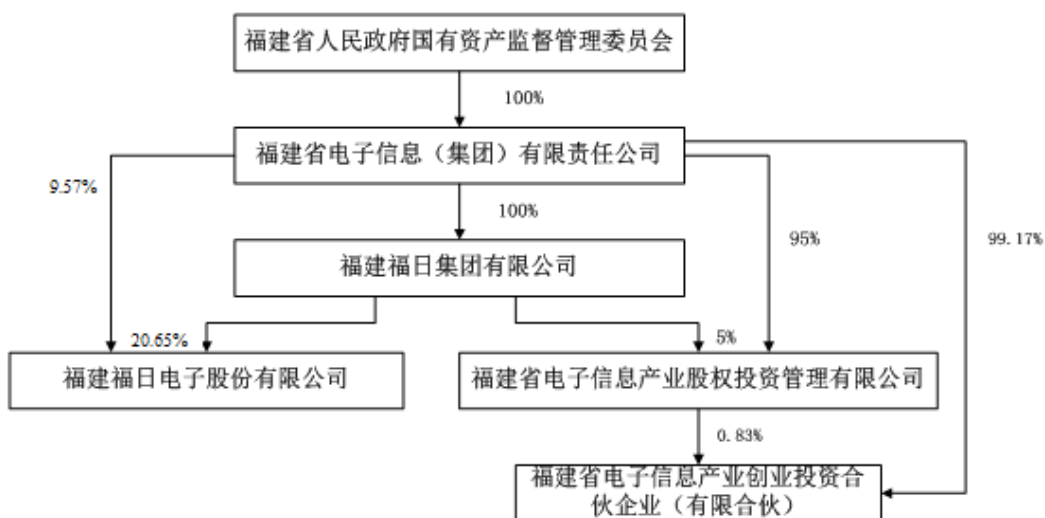 福建省人民政府国有资产监督管理委员会
100%
福建省电子信息（集团）有限责任公司
9.57%
100%
95%
99.17%
福建福日集团有限公司
20.65%
5%
福建福日电子股份有限公司
福建省电子信息产业股权投资管理有限公司
0.83%
福建省电子信息产业创业投资合
伙企业（有限合伙）